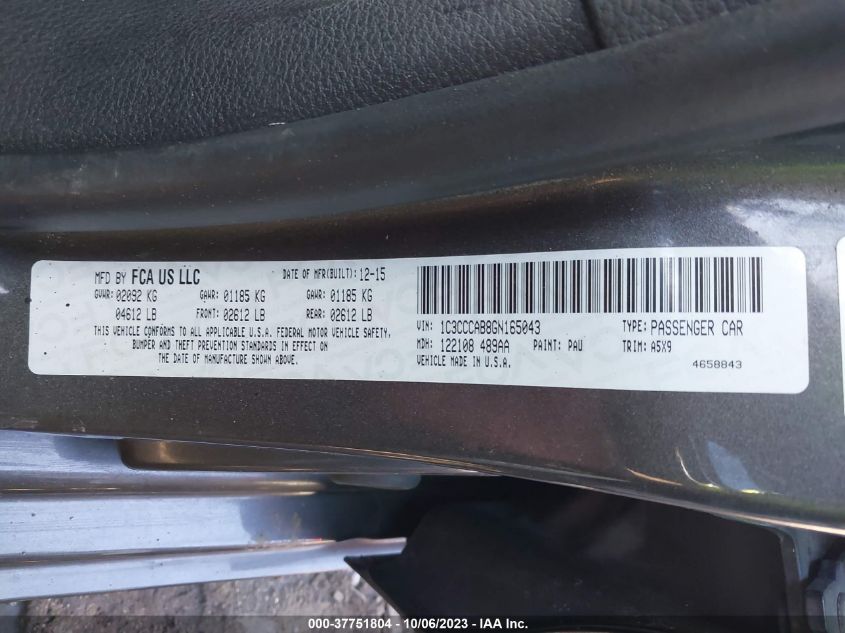 MFD BY FCA US LLC DATE OF MFR(BUILT): 12-15
GVWR: 02092 KG GAWR: 01185 KG GAWR: 01185 KG
04612 LB FRONT: 02612 LB REAR: 02612 LB
THIS VEHICLE CONFORMS TO ALL APPLICABLE U.S.A. FEDERAL MOTOR VEHICLE SAFETY,
BUMPER AND THEFT PREVENTION STANDARDS IN EFFECT ON
THE DATE OF MANUFACTURE SHOWN ABOVE.
VIN: 1C3CCCAB8GN165043 TYPE: PASSENGER CAR
MDH: 122108 489AA PAINT: PAU TRIM: A5X9
VEHICLE MADE IN U.S.A. 4658843
000-37751804 - 10/06/2023 - IAA Inc.